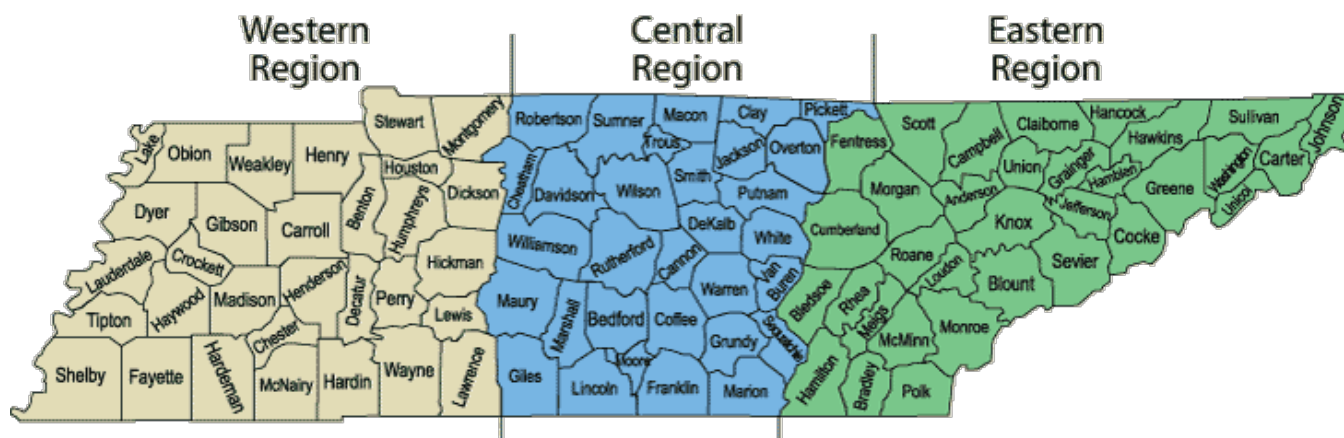 Western
Region
Central
Region
Eastern
Region
Lake
Obion
Weakley
Henry
Stewart
Montgomery
Houston
Dickson
Dyer
Gibson
Carroll
Benton
Humphreys
Hickman
Lauderdale
Crockett
Haywood
Madison
Henderson
Decatur
Perry
Lewis
Tipton
Chester
Shelby
Fayette
Hardeman
McNairy
Hardin
Wayne
Lawrence
Robertson
Sumner
Macon
Trous
Clay
Pickett
Jackson
Overton
Cheatham
Davidson
Wilson
Smith
Putnam
Williamson
Rutherford
DeKalb
Cannon
White
Van
Buren
Warren
Maury
Marshall
Bedford
Coffee
Grundy
Sequatchie
Moore
Giles
Lincoln
Franklin
Marion
Fentress
Scott
Campbell
Claiborne
Hancock
Hawkins
Sullivan
Johnson
Carter
Washington
Unicoi
Greene
Hamblen
Grainger
Union
Anderson
Morgan
Cumberland
Knox
Jefferson
Cocke
Sevier
Blount
Loudon
Roane
Rhea
Bledsoe
Meigs
McMinn
Monroe
Hamilton
Bradley
Polk